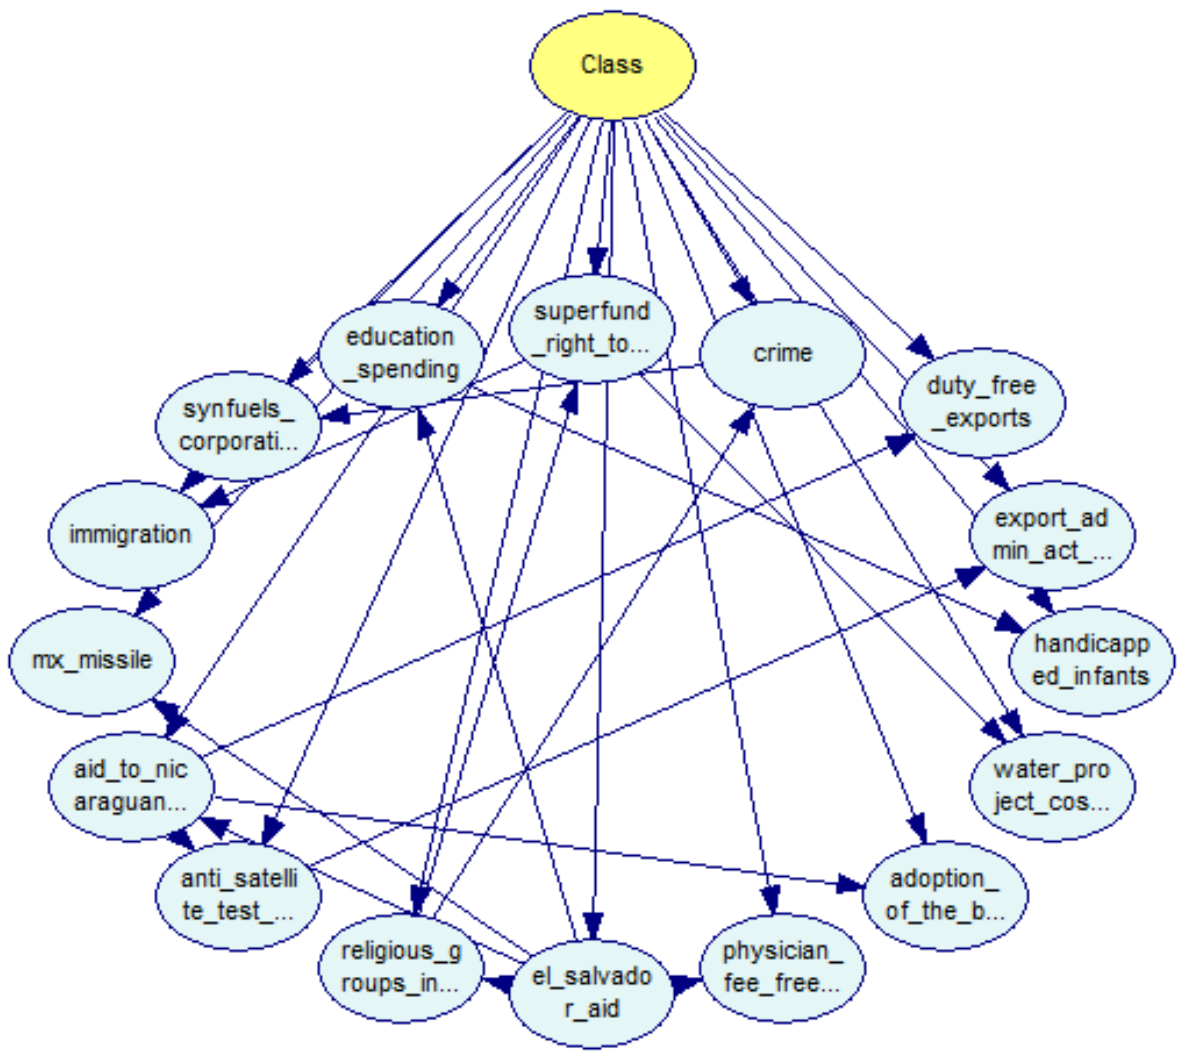 Class
education
_spending
superfund
_right_to...
crime
duty_free
_exports
synfuels_
corporati...
immigration
export_ad
min_act_...
mx_missile
handicapp
ed_infants
aid_to_nic
araguan...
water_pro
ject_cos...
anti_satelli
te_test_...
adoption_
of_the_b...
religious_g
roups_in...
el_salvado
r_aid
physician_
fee_free...